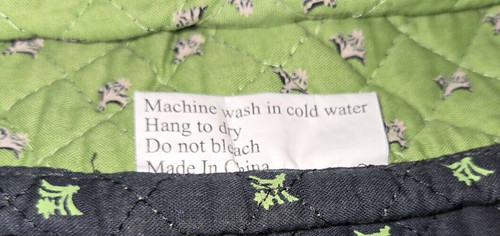 Machine wash in cold water
Hang to dry
Do not bleach
Made In China